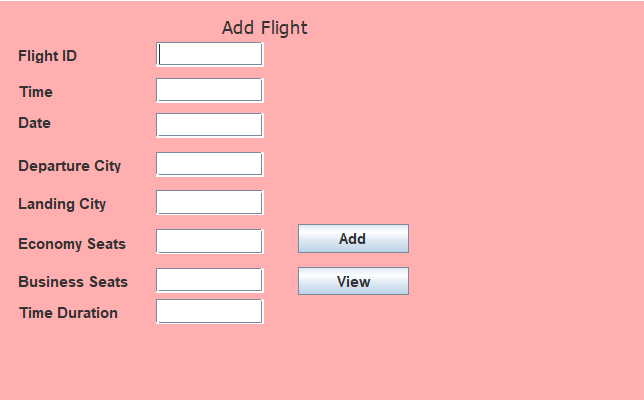 Add Flight
Flight ID
Time
Date
Departure City
Landing City
Economy Seats
Add
Business Seats
View
Time Duration